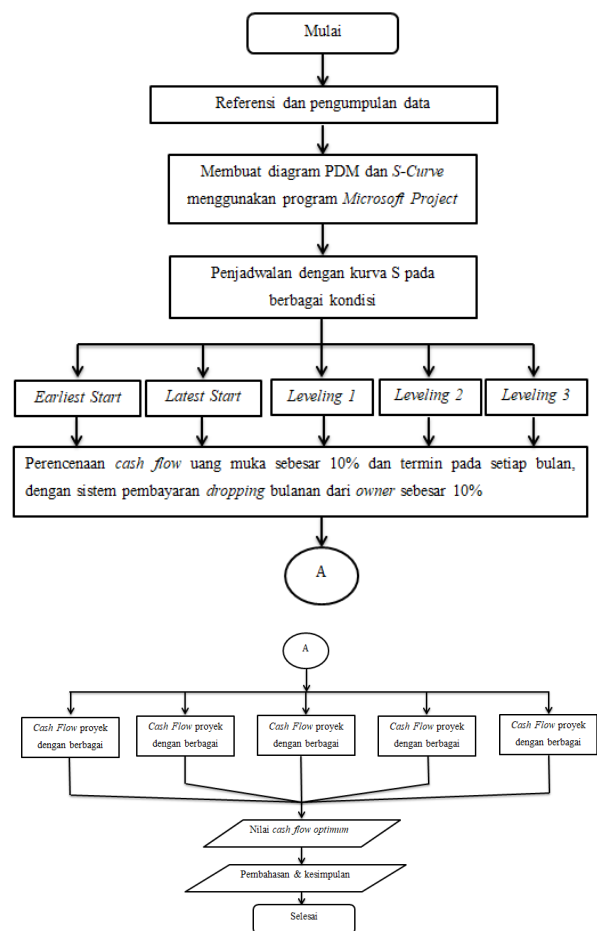 Mulai
Referensi dan pengumpulan data
Membuat diagram PDM dan S-Curve
menggunakan program Microsoft Project
Penjadwalan dengan kurva S pada
berbagai kondisi
Earliest Start
Latest Start
Leveling 1
Leveling 2
Leveling 3
Perencenaan cash flow uang muka sebesar 10% dan termin pada setiap bulan,
dengan sistem pembayaran dropping bulanan dari owner sebesar 10%
A
A
Cash Flow proyek
dengan berbagai
Cash Flow proyek
dengan berbagai
Cash Flow proyek
dengan berbagai
Cash Flow proyek
dengan berbagai
Cash Flow proyek
dengan berbagai
Nilai cash flow optimum
Pembahasan & kesimpulan
Selesai